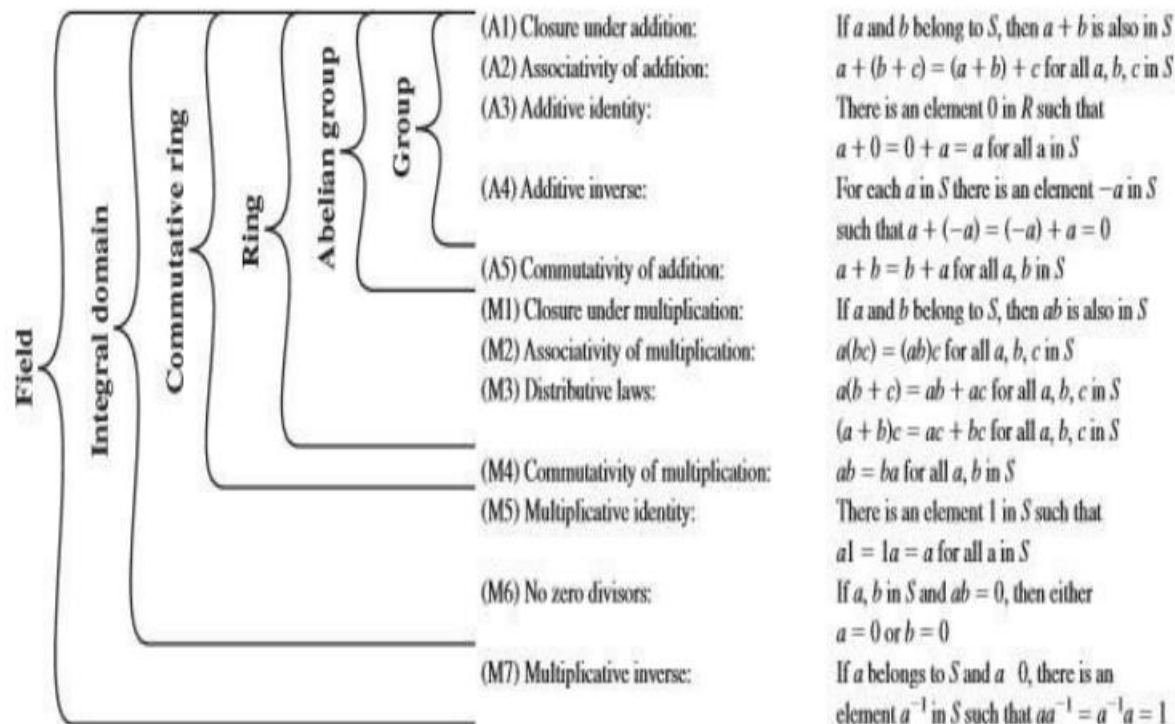 Field
Integral domain
Commutative ring
Ring
Abelian group
Group
(A1) Closure under addition: If a and b belong to S, then a + b is also in S
(A2) Associativity of addition: a + (b + c) = (a + b) + c for all a, b, c in S
(A3) Additive identity: There is an element 0 in R such that
a + 0 = 0 + a = a for all a in S
(A4) Additive inverse: For each a in S there is an element −a in S
such that a + (−a) = (−a) + a = 0
(A5) Commutativity of addition: a + b = b + a for all a, b in S
(M1) Closure under multiplication: If a and b belong to S, then ab is also in S
(M2) Associativity of multiplication: a(bc) = (ab)c for all a, b, c in S
(M3) Distributive laws: a(b + c) = ab + ac for all a, b, c in S
(a + b)c = ac + bc for all a, b, c in S
(M4) Commutativity of multiplication: ab = ba for all a, b in S
(M5) Multiplicative identity: There is an element 1 in S such that
a1 = 1a = a for all a in S
(M6) No zero divisors: If a, b in S and ab = 0, then either
a = 0 or b = 0
(M7) Multiplicative inverse: If a belongs to S and a 0, there is an
element a⁻¹ in S such that aa⁻¹ = a⁻¹a = 1